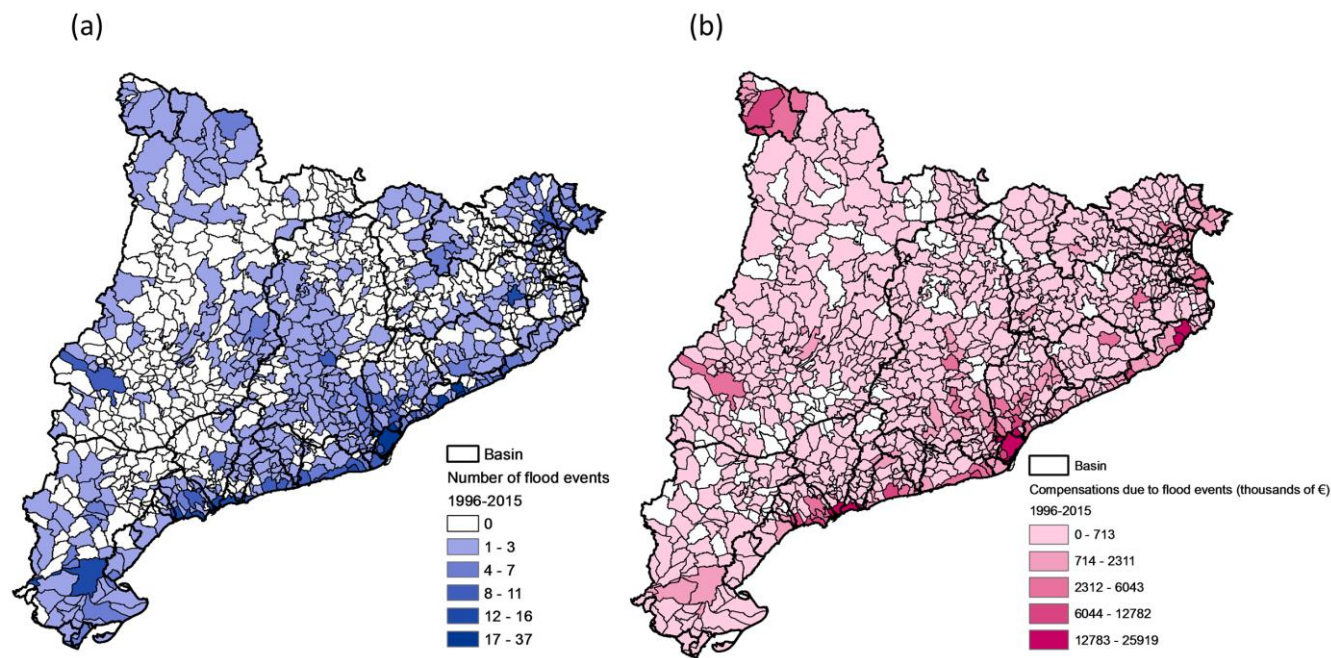 (a)
Basin
Number of flood events
1996-2015
0
1 - 3
4 - 7
8 - 11
12 - 16
17 - 37
(b)
Basin
Compensations due to flood events (thousands of €)
1996-2015
0 - 713
714 - 2311
2312 - 6043
6044 - 12782
12783 - 25919